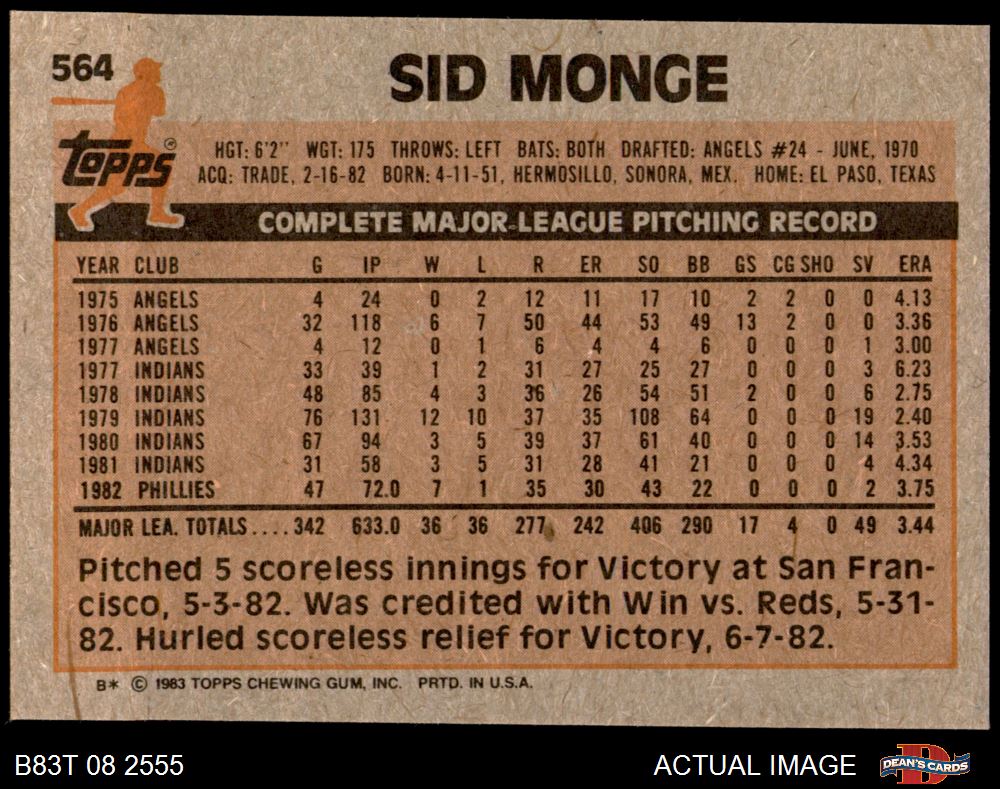 564
SID MONGE
Topps®
HGT: 6'2" WGT: 175 THROWS: LEFT BATS: BOTH DRAFTED: ANGELS #24 - JUNE, 1970
ACQ: TRADE, 2-16-82 BORN: 4-11-51, HERMOSILLO, SONORA, MEX. HOME: EL PASO, TEXAS
COMPLETE MAJOR LEAGUE PITCHING RECORD
YEAR CLUB G IP W L R ER SO BB GS CG SHO SV ERA
1975 ANGELS 4 24 0 2 12 11 17 10 2 2 0 0 4.13
1976 ANGELS 32 118 6 7 50 44 53 49 13 2 0 0 3.36
1977 ANGELS 4 12 0 1 6 4 4 6 0 0 0 1 3.00
1977 INDIANS 33 39 1 2 31 27 25 27 0 0 0 3 6.23
1978 INDIANS 48 85 4 3 36 26 54 51 2 0 0 6 2.75
1979 INDIANS 76 131 12 10 37 35 108 64 0 0 0 19 2.40
1980 INDIANS 67 94 3 5 39 37 61 40 0 0 0 14 3.53
1981 INDIANS 31 58 3 5 31 28 41 21 0 0 0 4 4.34
1982 PHILLIES 47 72.0 7 1 35 30 43 22 0 0 0 2 3.75
MAJOR LEA. TOTALS.... 342 633.0 36 36 277 242 406 290 17 4 0 49 3.44
Pitched 5 scoreless innings for Victory at San Fran-
cisco, 5-3-82. Was credited with Win vs. Reds, 5-31-
82. Hurled scoreless relief for Victory, 6-7-82.
B* © 1983 TOPPS CHEWING GUM, INC. PRTD. IN U.S.A.
B83T 08 2555 ACTUAL IMAGE DEAN'S CARDS